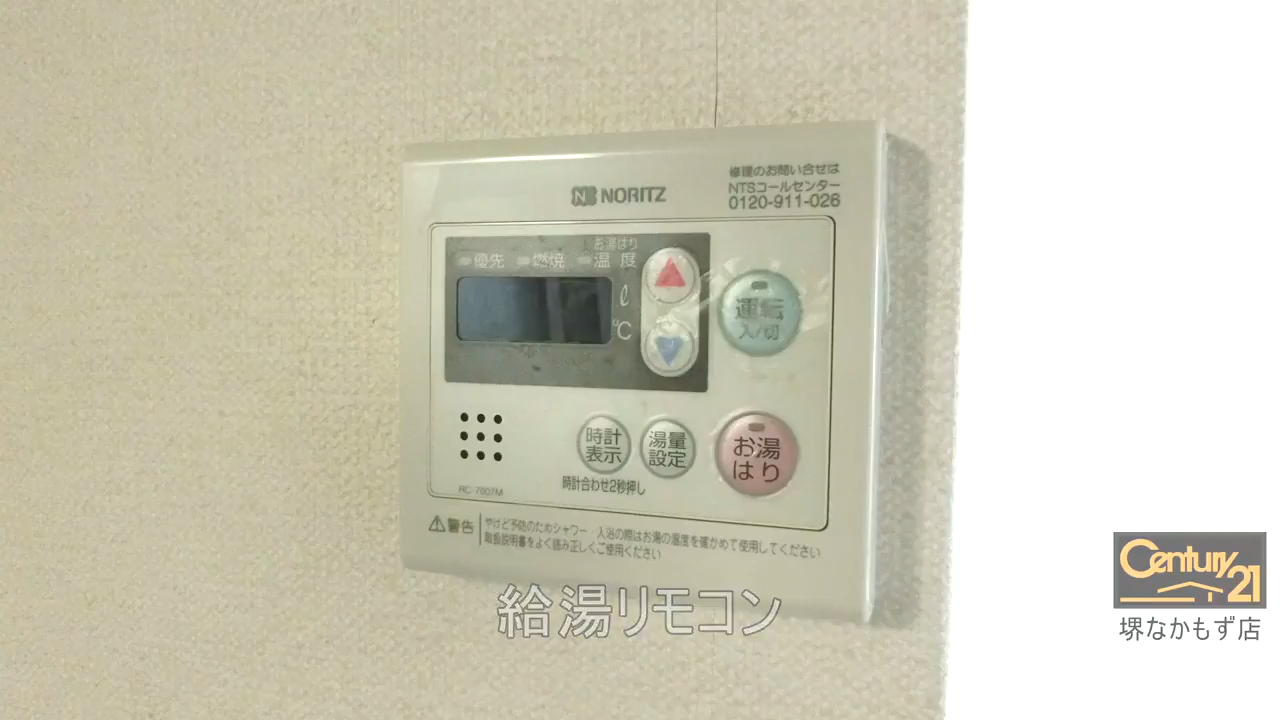 修理のお問い合せは
NTSコールセンター
0120-911-026
NORITZ
お湯はり
優先 燃焼 温度
ℓ
℃
運転
入/切
時計
表示
湯量
設定
お湯
はり
時計合わせ2秒押し
RC-7607M
警告
やけど予防のためシャワー・入浴の際はお湯の温度を確かめて使用してください
取扱説明書をよく読み正しくご使用ください
給湯リモコン
Century 21
堺なかもず店